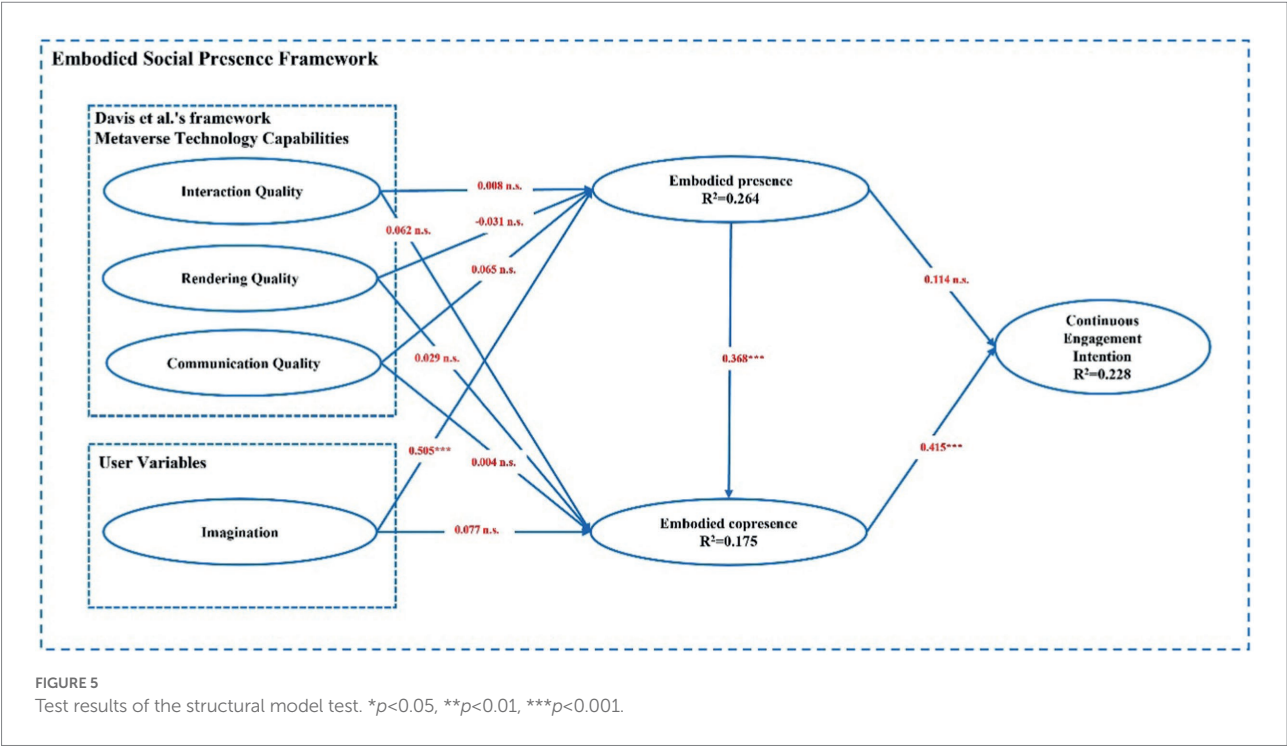 Embodied Social Presence Framework
Davis et al.'s framework
Metaverse Technology Capabilities
Interaction Quality
Rendering Quality
Communication Quality
User Variables
Imagination
0.008 n.s.
-0.031 n.s.
0.062 n.s.
0.065 n.s.
0.029 n.s.
0.505***
0.004 n.s.
0.077 n.s.
Embodied presence
R²=0.264
0.368***
Embodied copresence
R²=0.175
0.114 n.s.
0.415***
Continuous
Engagement
Intention
R²=0.228
FIGURE 5
Test results of the structural model test. *p<0.05, **p<0.01, ***p<0.001.